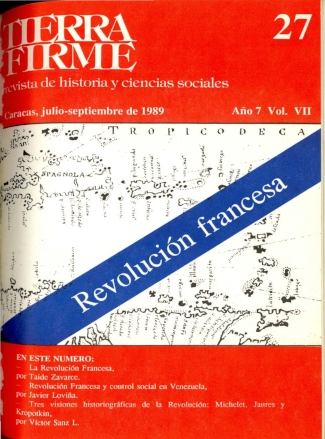 TIERRA
27
FIRME
revista de historia y ciencias sociales
Caracas, julio-septiembre de 1989
Año 7 Vol. VII
TROPICO DE CA
SPAGNOLA
Revolución francesa
EN ESTE NUMERO:
La Revolución Francesa,
por Taide Zavarce.
Revolución Francesa y control social en Venezuela,
por Javier Loviña.
Tres visiones historiográficas de la Revolución: Michelet, Jaures y
Kropotkin,
por Víctor Sanz L.